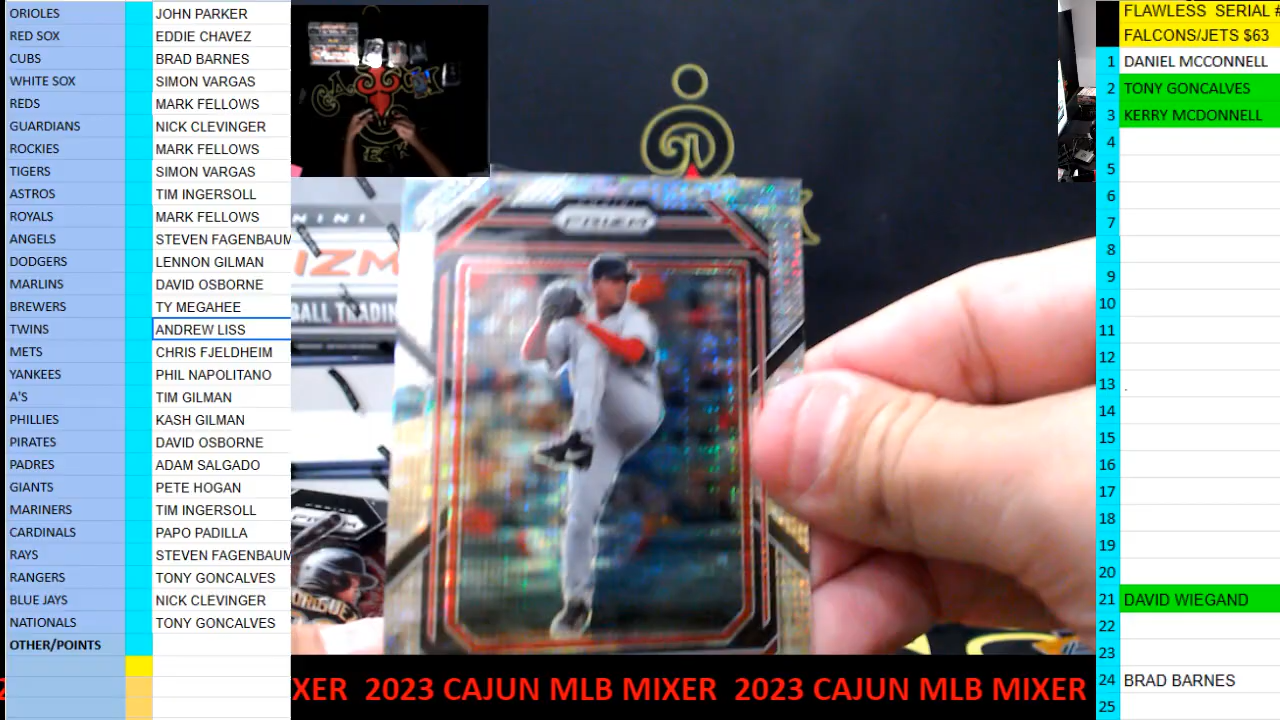 ORIOLES JOHN PARKER
RED SOX EDDIE CHAVEZ
CUBS BRAD BARNES
WHITE SOX SIMON VARGAS
REDS MARK FELLOWS
GUARDIANS NICK CLEVINGER
ROCKIES MARK FELLOWS
TIGERS SIMON VARGAS
ASTROS TIM INGERSOLL
ROYALS MARK FELLOWS
ANGELS STEVEN FAGENBAUM
DODGERS LENNON GILMAN
MARLINS DAVID OSBORNE
BREWERS TY MEGAHEE
TWINS ANDREW LISS
METS CHRIS FJELDHEIM
YANKEES PHIL NAPOLITANO
A'S TIM GILMAN
PHILLIES KASH GILMAN
PIRATES DAVID OSBORNE
PADRES ADAM SALGADO
GIANTS PETE HOGAN
MARINERS TIM INGERSOLL
CARDINALS PAPO PADILLA
RAYS STEVEN FAGENBAUM
RANGERS TONY GONCALVES
BLUE JAYS NICK CLEVINGER
NATIONALS TONY GONCALVES
OTHER/POINTS
PRIZM
NINI
IZM
BALL TRADIN
FLAWLESS SERIAL #
FALCONS/JETS $63
1 DANIEL MCCONNELL
2 TONY GONCALVES
3 KERRY MCDONNELL
4
5
6
7
8
9
10
11
12
13
14
15
16
17
18
19
20
21 DAVID WIEGAND
22
23
24 BRAD BARNES
25
XER 2023 CAJUN MLB MIXER 2023 CAJUN MLB MIXER